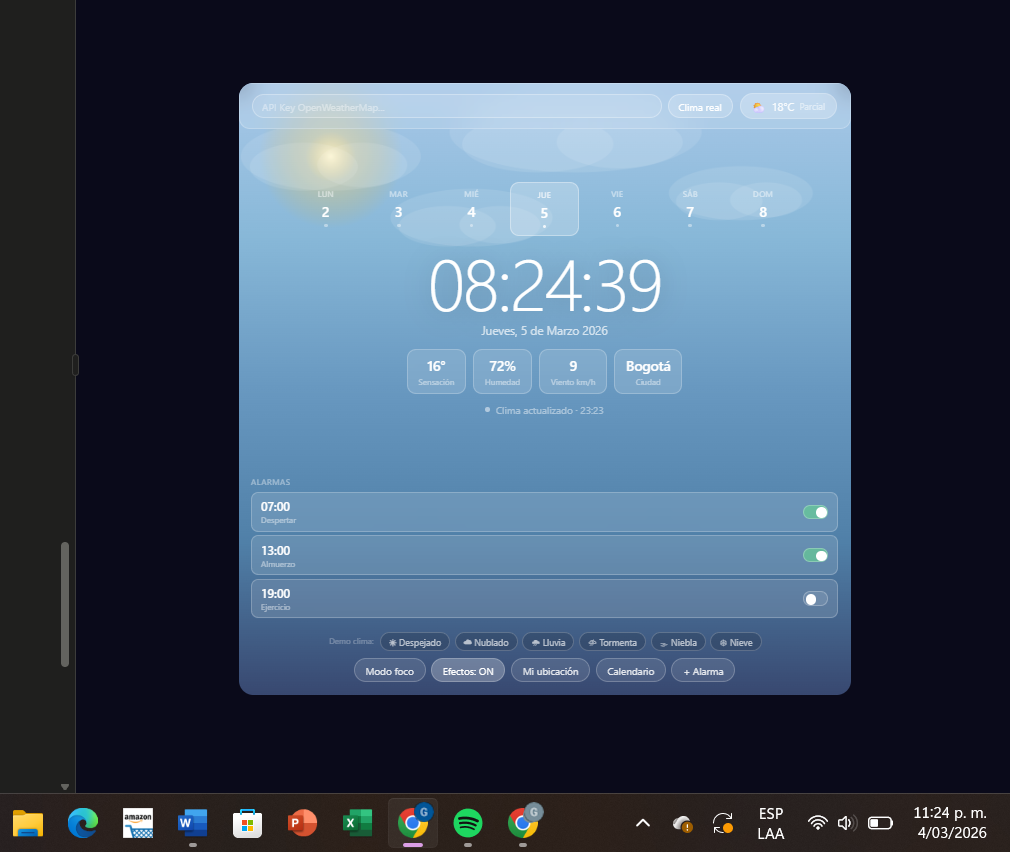 API Key OpenWeatherMap...
Clima real
18°C Parcial
LUN MAR MIÉ JUE VIE SÁB DOM
2 3 4 5 6 7 8
08:24:39
Jueves, 5 de Marzo 2026
16° 72% 9 Bogotá
Sensación Humedad Viento km/h Ciudad
Clima actualizado · 23:23
ALARMAS
07:00
Despertar
13:00
Almuerzo
19:00
Ejercicio
Demo clima: Despejado Nublado Lluvia Tormenta Niebla Nieve
Modo foco Efectos: ON Mi ubicación Calendario + Alarma
amazon
W
P
X
G
G
ESP
LAA
11:24 p. m.
4/03/2026